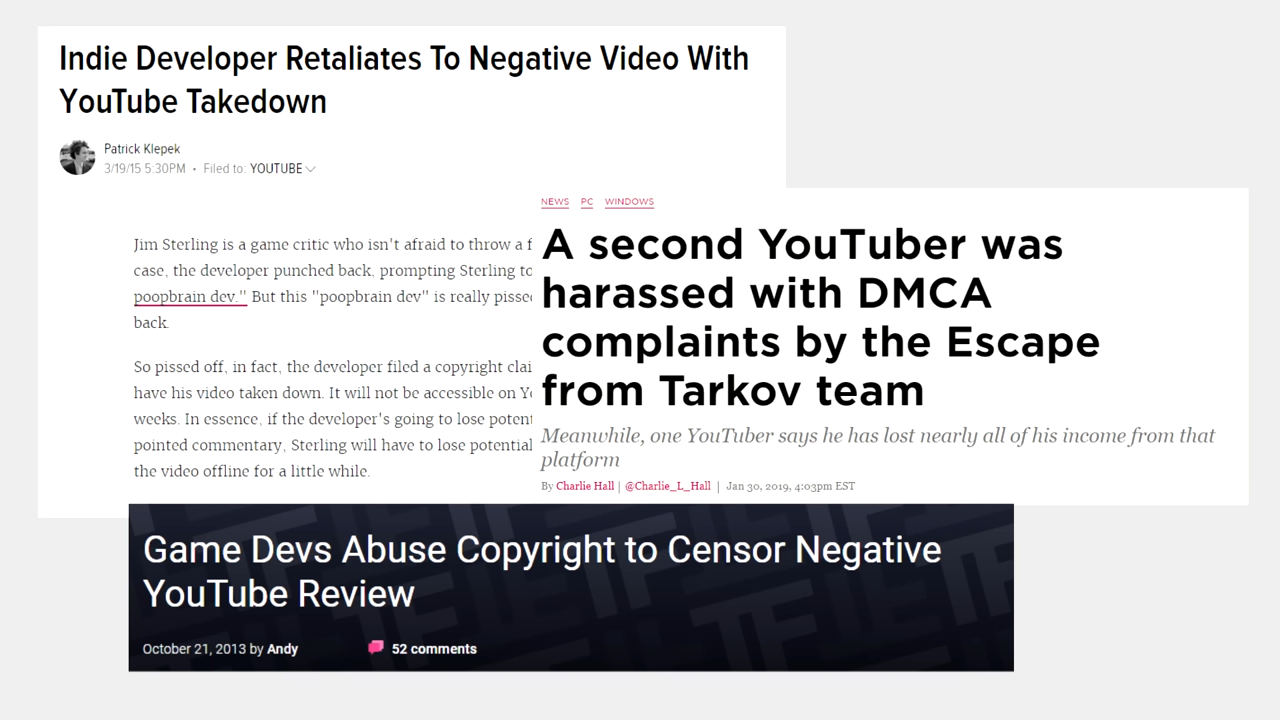 Indie Developer Retaliates To Negative Video With
YouTube Takedown
Patrick Klepek
3/19/15 5:30PM • Filed to: YOUTUBE
Jim Sterling is a game critic who isn't afraid to throw a
case, the developer punched back, prompting Sterling to
poopbrain dev." But this "poopbrain dev" is really
back.
So pissed off, in fact, the developer filed a copyright
have his video taken down. It will not be accessible on
weeks. In essence, if the developer's going to lose
pointed commentary, Sterling will have to lose potential
the video offline for a little while.
NEWS PC WINDOWS
A second YouTuber was
harassed with DMCA
complaints by the Escape
from Tarkov team
Meanwhile, one YouTuber says he has lost nearly all of his income from that
platform
By Charlie Hall | @Charlie_L_Hall | Jan 30, 2019, 4:03pm EST
Game Devs Abuse Copyright to Censor Negative
YouTube Review
October 21, 2013 by Andy 52 comments